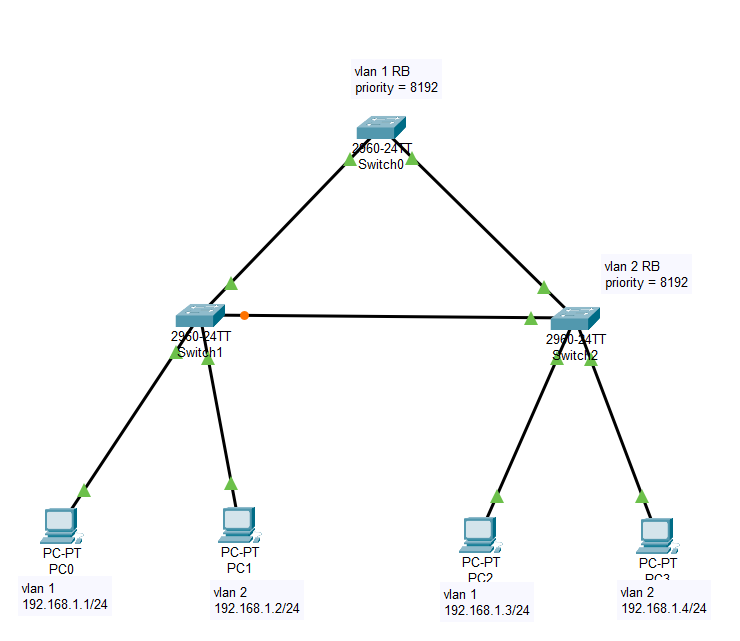 vlan 1 RB
priority = 8192
2960-24TT
Switch0
vlan 2 RB
priority = 8192
2960-24TT
Switch1
2960-24TT
Switch2
PC-PT
PC0
PC-PT
PC1
PC-PT
PC2
PC-PT
PC3
vlan 1
192.168.1.1/24
vlan 2
192.168.1.2/24
vlan 1
192.168.1.3/24
vlan 2
192.168.1.4/24